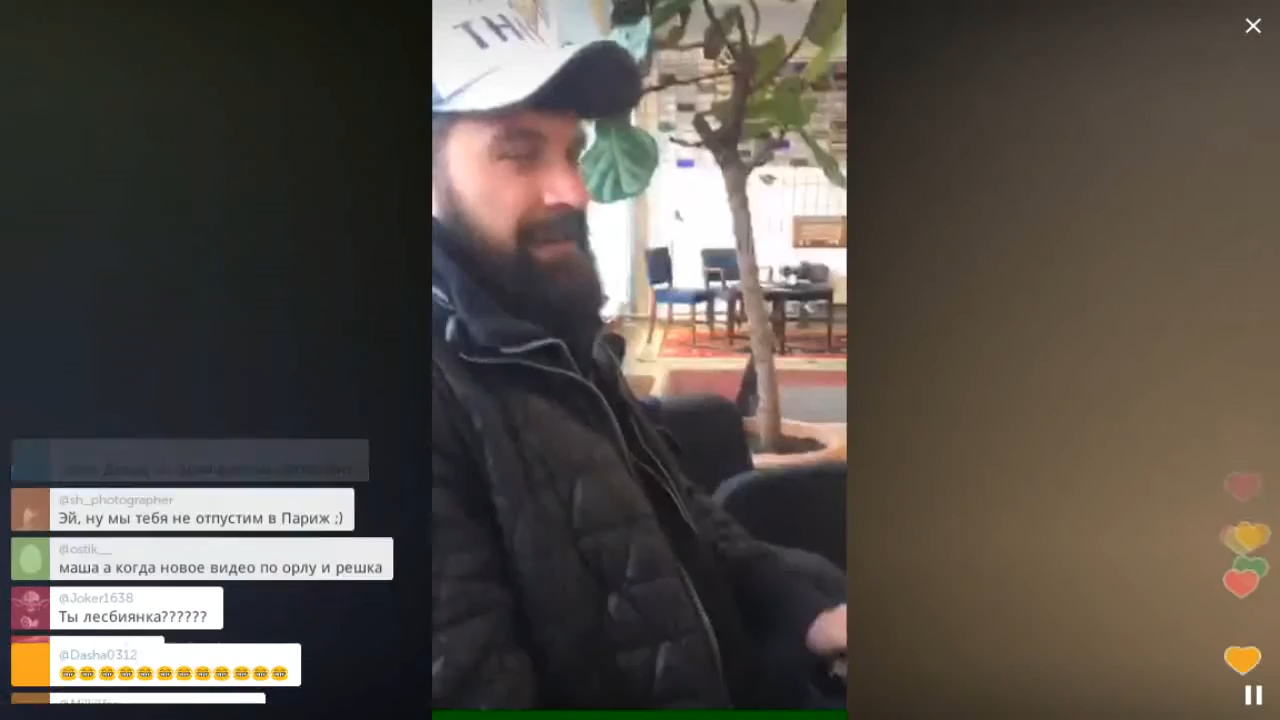 @sh_photographer
Эй, ну мы тебя не отпустим в Париж ;)
@ostik__
маша а когда новое видео по орлу и решка
@Joker1638
Ты лесбиянка??????
@Dasha0312